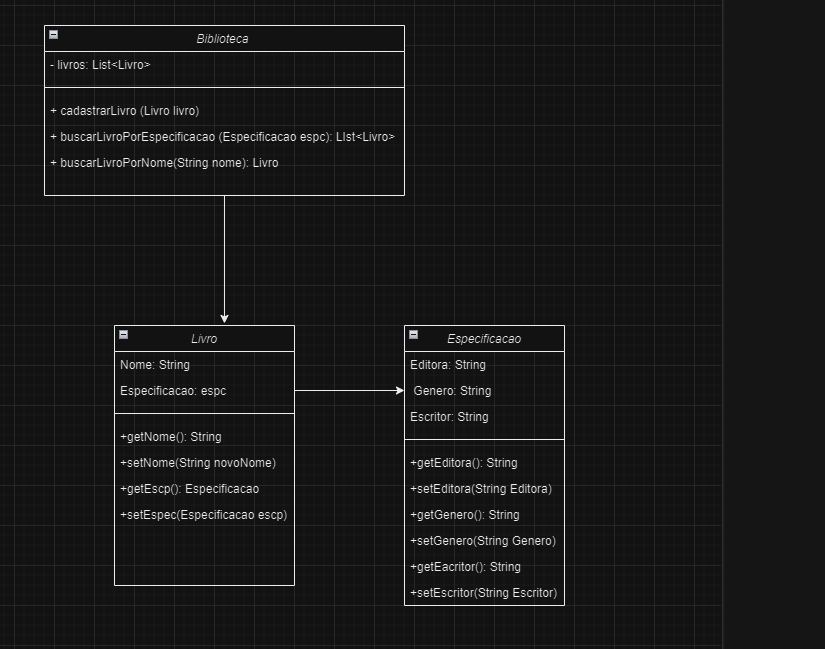 Biblioteca
- livros: List<Livro>
+ cadastrarLivro (Livro livro)
+ buscarLivroPorEspecificacao (Especificacao espc): LIst<Livro>
+ buscarLivroPorNome(String nome): Livro
Livro
Nome: String
Especificacao: espc
+getNome(): String
+setNome(String novoNome)
+getEscp(): Especificacao
+setEspec(Especificacao escp)
Especificacao
Editora: String
Genero: String
Escritor: String
+getEditora(): String
+setEditora(String Editora)
+getGenero(): String
+setGenero(String Genero)
+getEacritor(): String
+setEscritor(String Escritor)